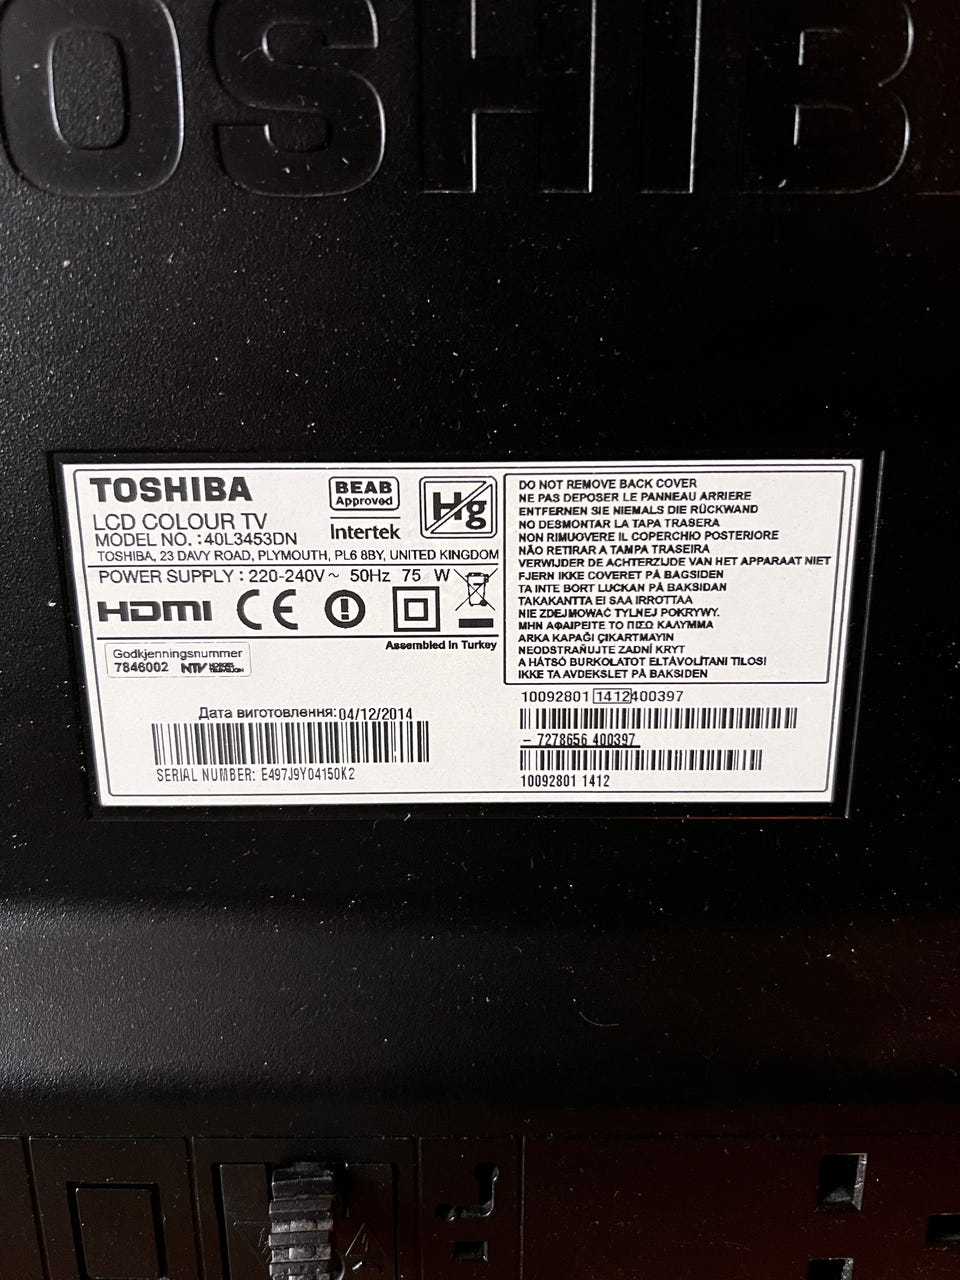 TOSHIBA
TOSHIBA
LCD COLOUR TV
MODEL NO. :40L3453DN
BEAB
Approved
Intertek
Hg
TOSHIBA, 23 DAVY ROAD, PLYMOUTH, PL6 8BY, UNITED KINGDOM
POWER SUPPLY : 220-240V ~ 50Hz 75 W
HDMI CE
Assembled in Turkey
Godkjenningsnummer
7846002 NTV
Дата виготовлення: 04/12/2014
SERIAL NUMBER: E497J9Y04150K2
DO NOT REMOVE BACK COVER
NE PAS DEPOSER LE PANNEAU ARRIERE
ENTFERNEN SIE NIEMALS DIE RÜCKWAND
NO DESMONTAR LA TAPA TRASERA
NON RIMUOVERE IL COPERCHIO POSTERIORE
NÃO RETIRAR A TAMPA TRASEIRA
VERWIJDER DE ACHTERZIJDE VAN HET APPARAAT NIET
FJERN IKKE COVERET PÅ BAGSIDEN
TA INTE BORT LUCKAN PÅ BAKSIDAN
TAKAKANTTA EI SAA IRROTTAA
NIE ZDEJMOWAĆ TYLNEJ POKRYWY.
ΜΗΝ ΑΦΑΙΡΕΙΤΕ ΤΟ ΠΙΣΩ ΚΑΛΥΜΜΑ
ARKA KAPAĞI ÇIKARTMAYIN
NEODSTRAŇUJTE ZADNÍ KRYT
A HÁTSÓ BURKOLATOT ELTÁVOLÍTANI TILOS!
IKKE TA AVDEKSLET PÅ BAKSIDEN
10092801 1412400397
- 7278656 400397
10092801 1412